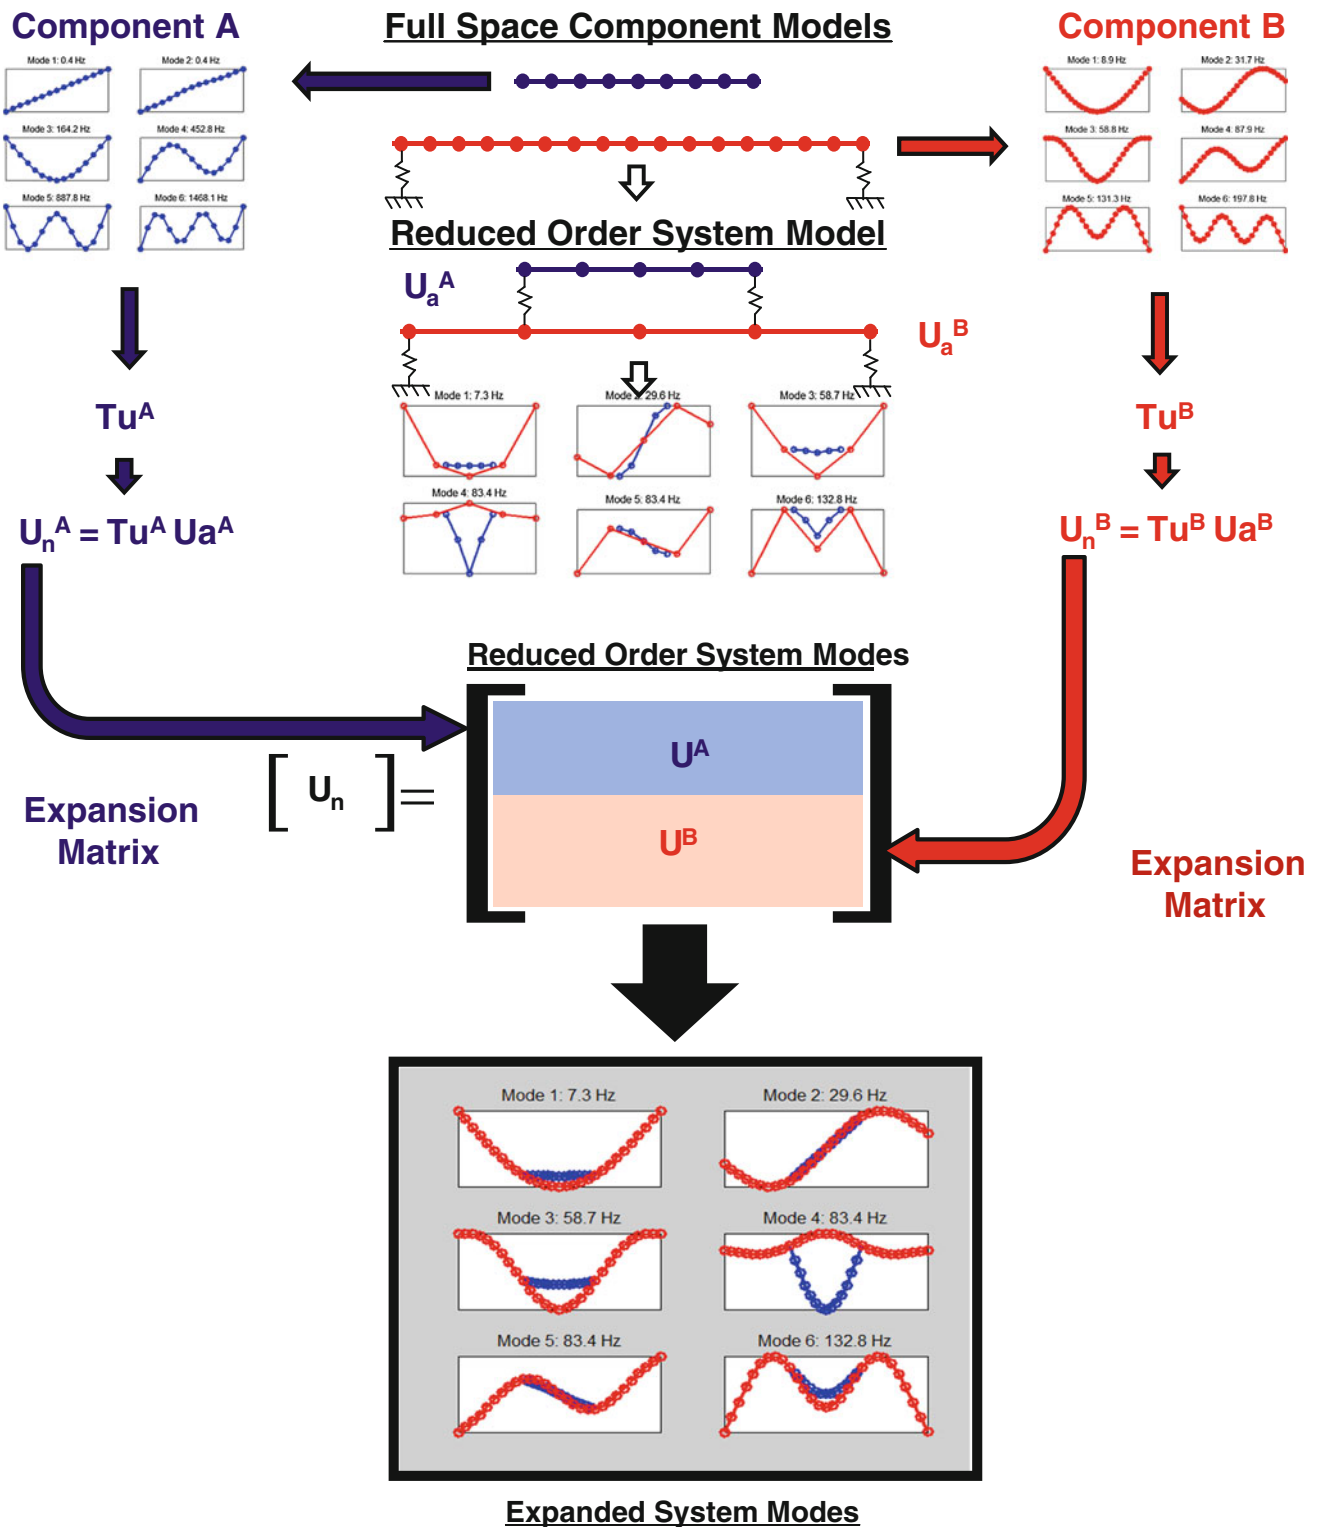 Component A
Full Space Component Models
Component B
Mode 1: 0.4 Hz
Mode 2: 0.4 Hz
Mode 3: 164.2 Hz
Mode 4: 452.8 Hz
Mode 5: 887.8 Hz
Mode 6: 1468.1 Hz
Mode 1: 8.9 Hz
Mode 2: 31.7 Hz
Mode 3: 58.8 Hz
Mode 4: 87.9 Hz
Mode 5: 131.3 Hz
Mode 6: 197.8 Hz
Reduced Order System Model
UaA
UaB
Mode 1: 7.3 Hz
Mode 2: 29.6 Hz
Mode 3: 58.7 Hz
Mode 4: 83.4 Hz
Mode 5: 83.4 Hz
Mode 6: 132.8 Hz
TuA
UnA = TuA UaA
TuB
UnB = TuB UaB
Reduced Order System Modes
[ Un ] =
UA
UB
Expansion
Matrix
Expansion
Matrix
Mode 1: 7.3 Hz
Mode 2: 29.6 Hz
Mode 3: 58.7 Hz
Mode 4: 83.4 Hz
Mode 5: 83.4 Hz
Mode 6: 132.8 Hz
Expanded System Modes